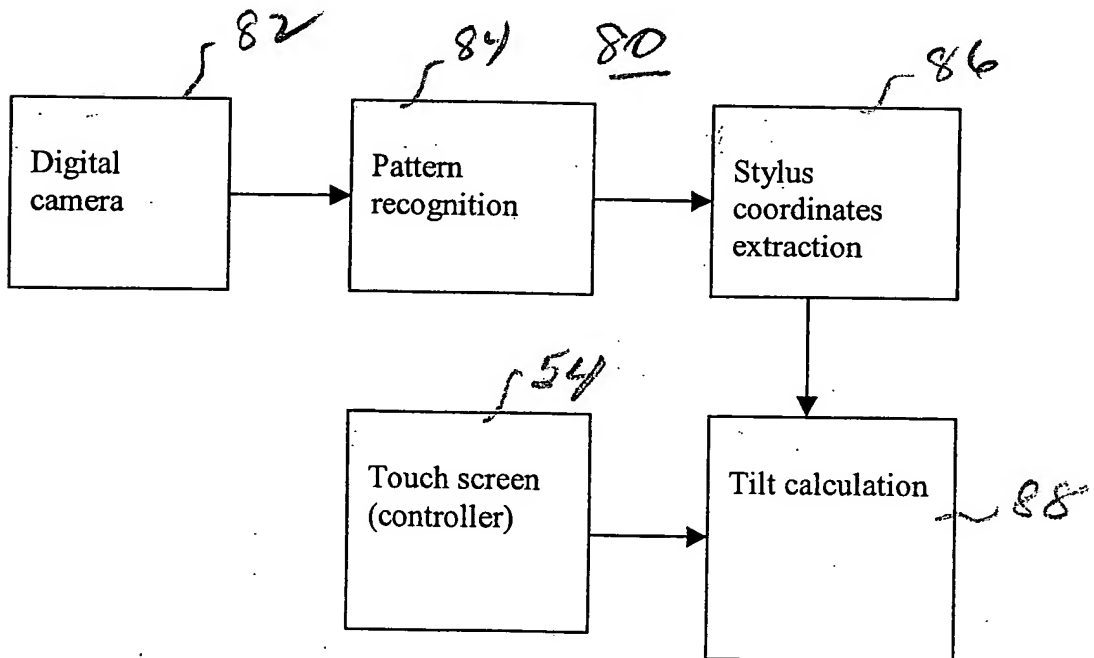 82
84
80
86
Digital
camera
Pattern
recognition
Stylus
coordinates
extraction
54
Touch screen
(controller)
Tilt calculation
88